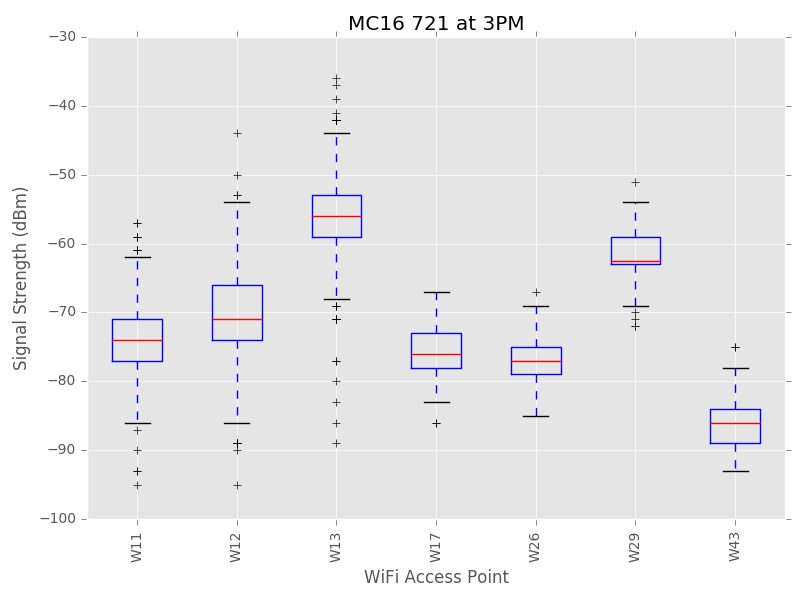 MC16 721 at 3PM
Signal Strength (dBm)
−30
−40
−50
−60
−70
−80
−90
−100
W11
W12
W13
W17
W26
W29
W43
WiFi Access Point